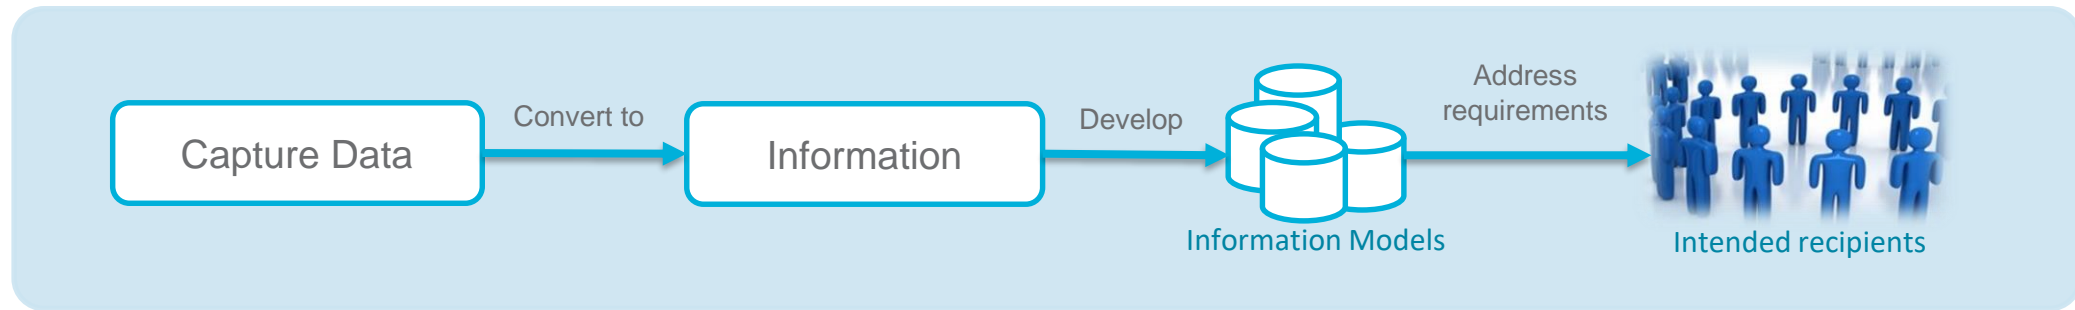 Capture Data
Convert to
Information
Develop
Information Models
Address
requirements
Intended recipients